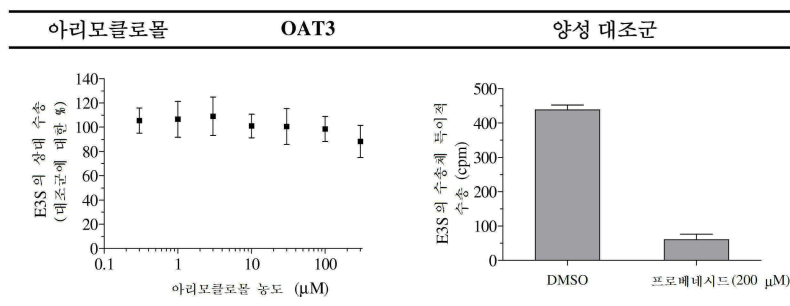 아리모클로몰 OAT3 양성 대조군
E3S의 상대 수송
(대조군에 대한 %)
140
120
100
80
60
40
20
0
0.1 1 10 100
아리모클로몰 농도 (μM)
E3S의 수송체 특이적
수송 (cpm)
500
400
300
200
100
0
DMSO 프로베네시드(200 μM)